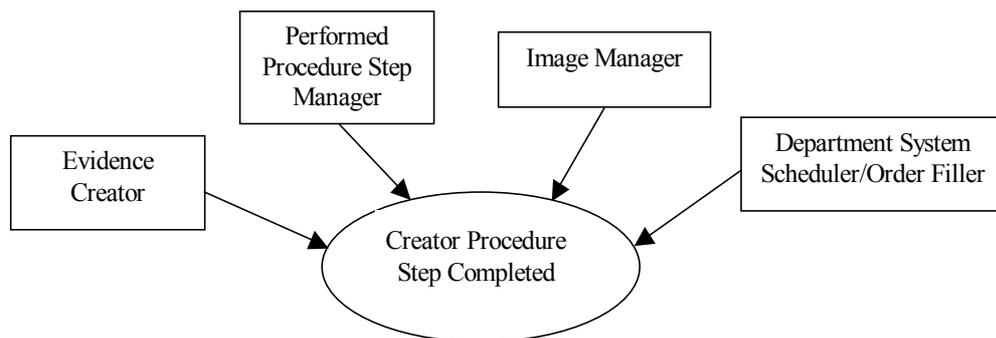 Performed
Procedure Step
Manager
Image Manager
Evidence
Creator
Department System
Scheduler/Order Filler
Creator Procedure
Step Completed